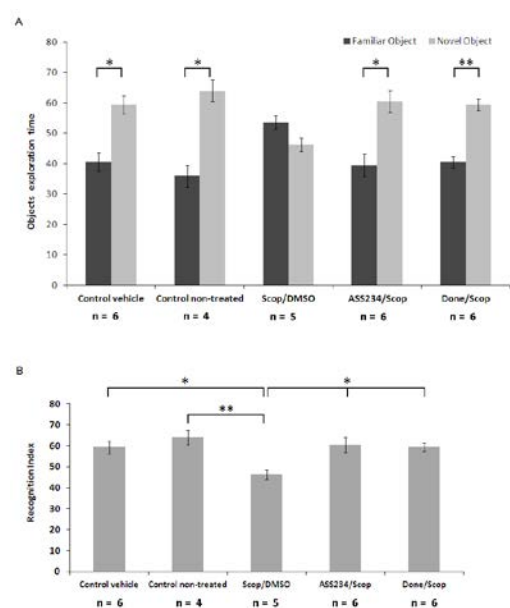 A
Familiar Object Novel Object
* * * **
Objects exploration time
80
70
60
50
40
30
20
10
0
Control vehicle Control non-treated Scop/DMSO ASS234/Scop Done/Scop
n = 6 n = 4 n = 5 n = 6 n = 6
B
* *
**
Recognition Index
80
70
60
50
40
30
20
10
0
Control vehicle Control non-treated Scop/DMSO ASS234/Scop Done/Scop
n = 6 n = 4 n = 5 n = 6 n = 6